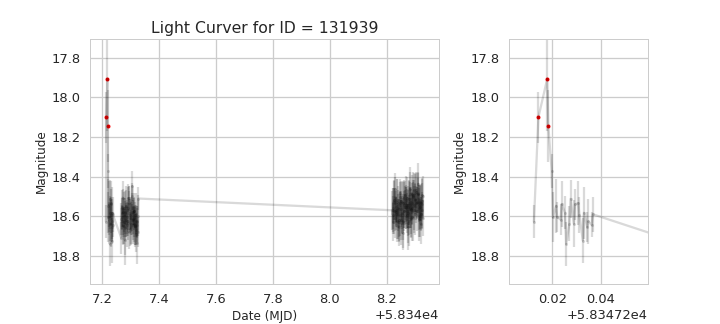 Light Curver for ID = 131939
Magnitude
17.8
18.0
18.2
18.4
18.6
18.8
7.2 7.4 7.6 7.8 8.0 8.2
Date (MJD)
+5.834e4
Magnitude
17.8
18.0
18.2
18.4
18.6
18.8
0.02 0.04
+5.83472e4